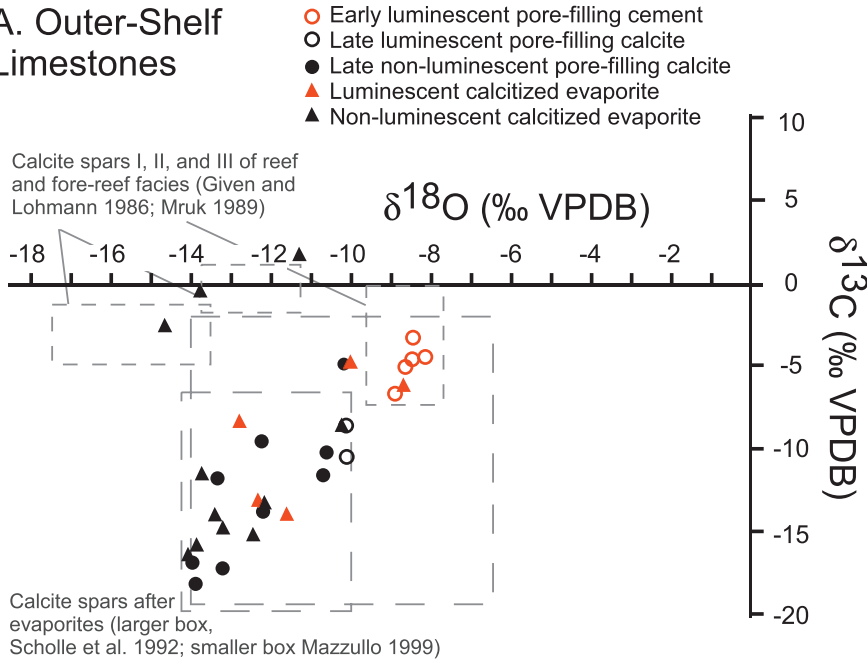 A. Outer-Shelf
Limestones
Early luminescent pore-filling cement
Late luminescent pore-filling calcite
Late non-luminescent pore-filling calcite
Luminescent calcitized evaporite
Non-luminescent calcitized evaporite
Calcite spars I, II, and III of reef
and fore-reef facies (Given and
Lohmann 1986; Mruk 1989)
δ18O (‰ VPDB)
-18 -16 -14 -12 -10 -8 -6 -4 -2
10
5
0
-5
-10
-15
-20
δ13C (‰ VPDB)
Calcite spars after
evaporites (larger box,
Scholle et al. 1992; smaller box Mazzullo 1999)